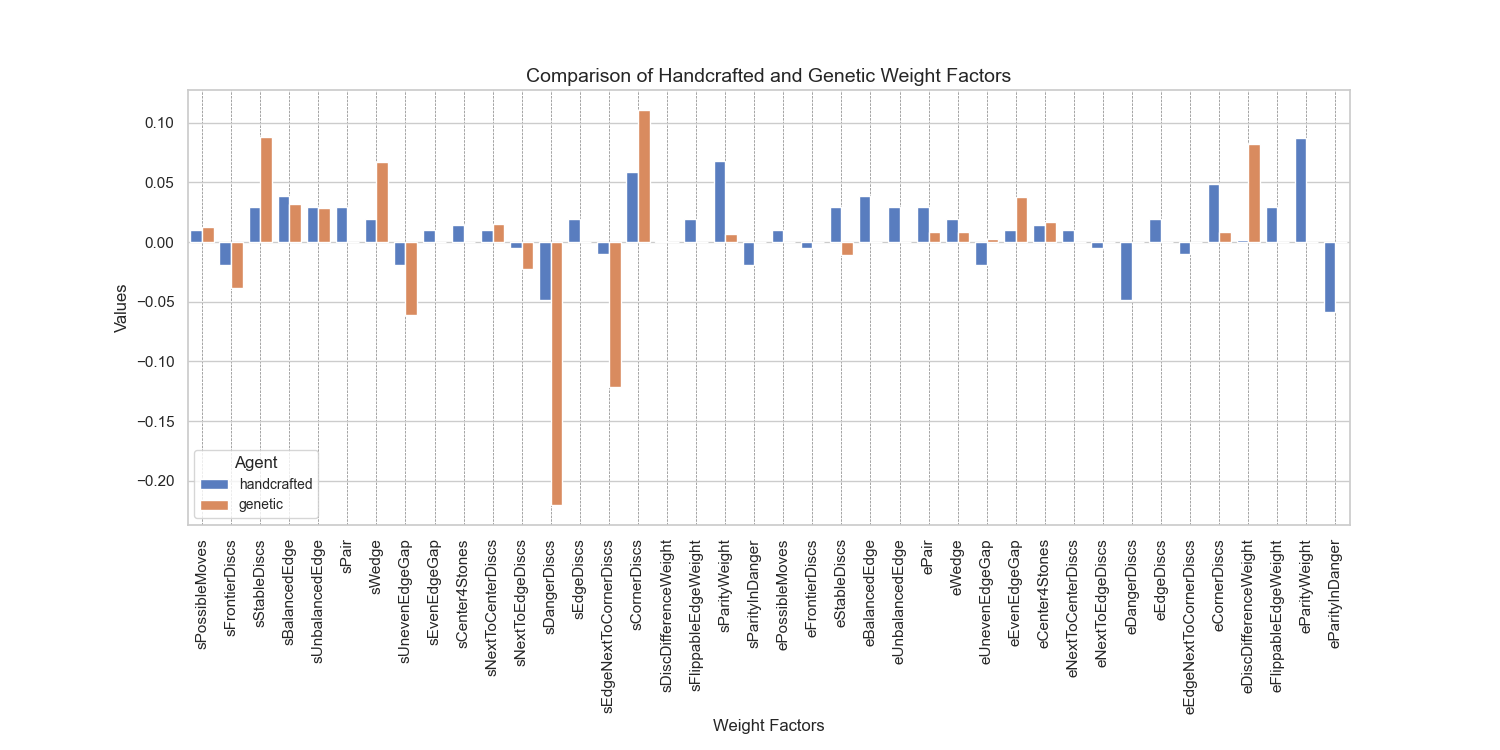 Comparison of Handcrafted and Genetic Weight Factors
0.10
0.05
0.00
−0.05
−0.10
−0.15
−0.20
Values
Agent
handcrafted
genetic
sPossibleMoves
sFrontierDiscs
sStableDiscs
sBalancedEdge
sUnbalancedEdge
sPair
sWedge
sUnevenEdgeGap
sEvenEdgeGap
sCenter4Stones
sNextToCenterDiscs
sNextToEdgeDiscs
sDangerDiscs
sEdgeDiscs
sEdgeNextToCornerDiscs
sCornerDiscs
sDiscDifferenceWeight
sFlippableEdgeWeight
sParityWeight
sParityInDanger
ePossibleMoves
eFrontierDiscs
eStableDiscs
eBalancedEdge
eUnbalancedEdge
ePair
eWedge
eUnevenEdgeGap
eEvenEdgeGap
eCenter4Stones
eNextToCenterDiscs
eNextToEdgeDiscs
eDangerDiscs
eEdgeDiscs
eEdgeNextToCornerDiscs
eCornerDiscs
eDiscDifferenceWeight
eFlippableEdgeWeight
eParityWeight
eParityInDanger
Weight Factors